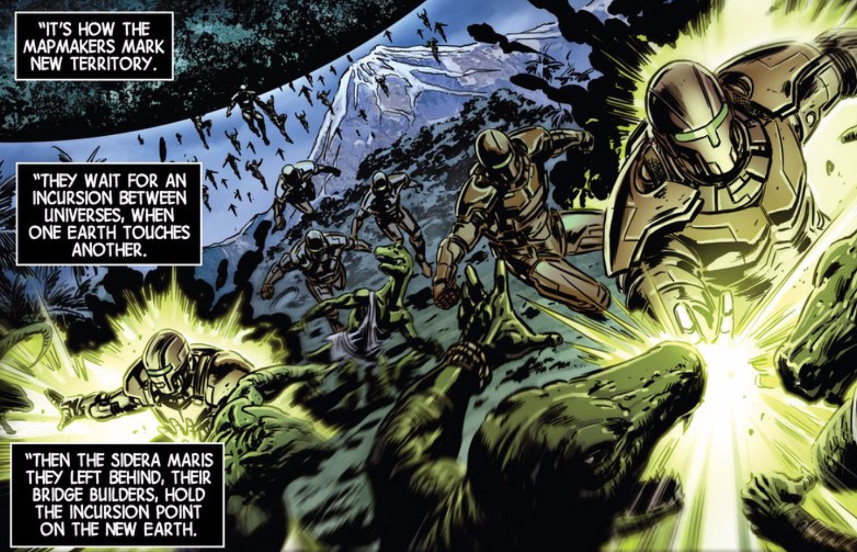 "IT'S HOW THE
MAPMAKERS MARK
NEW TERRITORY.
"THEY WAIT FOR AN
INCURSION BETWEEN
UNIVERSES, WHEN
ONE EARTH TOUCHES
ANOTHER.
"THEN THE SIDERA MARIS
THEY LEFT BEHIND, THEIR
BRIDGE BUILDERS, HOLD
THE INCURSION POINT
ON THE NEW EARTH.